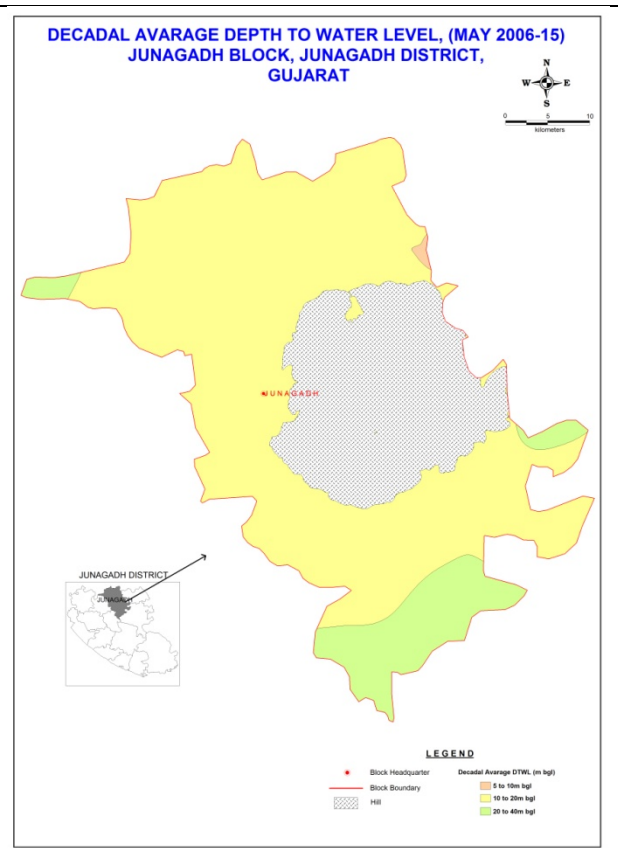 DECADAL AVARAGE DEPTH TO WATER LEVEL, (MAY 2006-15)
JUNAGADH BLOCK, JUNAGADH DISTRICT,
GUJARAT
N
W E
S
0 5 10
kilometers
JUNAGADH
JUNAGADH DISTRICT
JUNAGADH
LEGEND
Block Headquarter
Block Boundary
Hill
Decadal Avarage DTWL (m bgl)
5 to 10m bgl
10 to 20m bgl
20 to 40m bgl